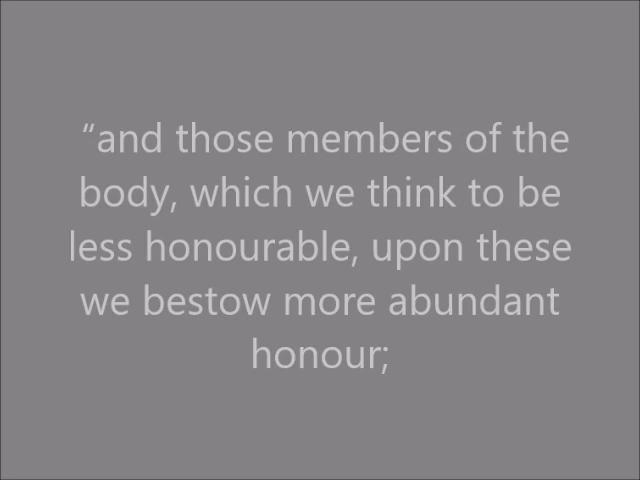 “and those members of the
body, which we think to be
less honourable, upon these
we bestow more abundant
honour;